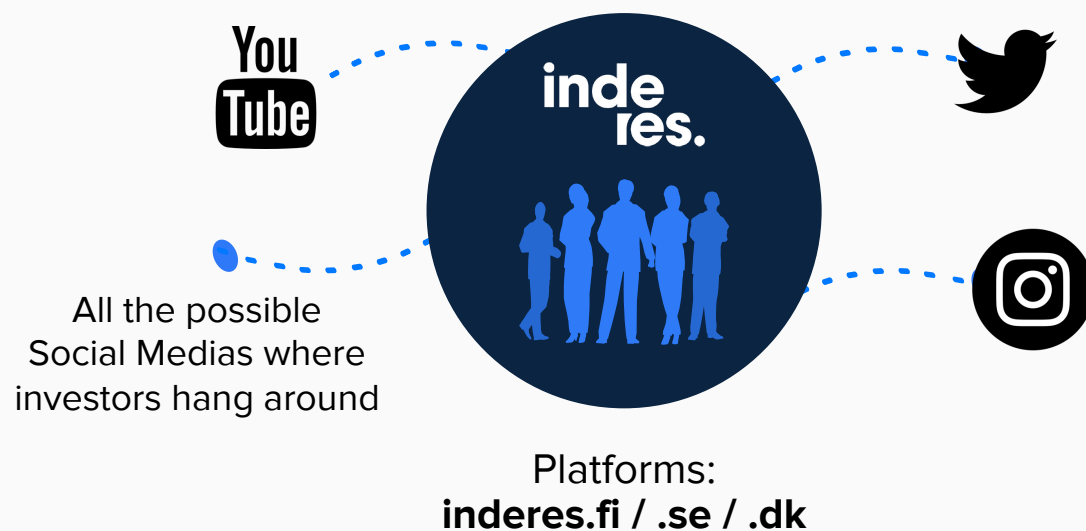 You
Tube
inde
res.
All the possible
Social Medias where
investors hang around
Platforms:
inderes.fi / .se / .dk